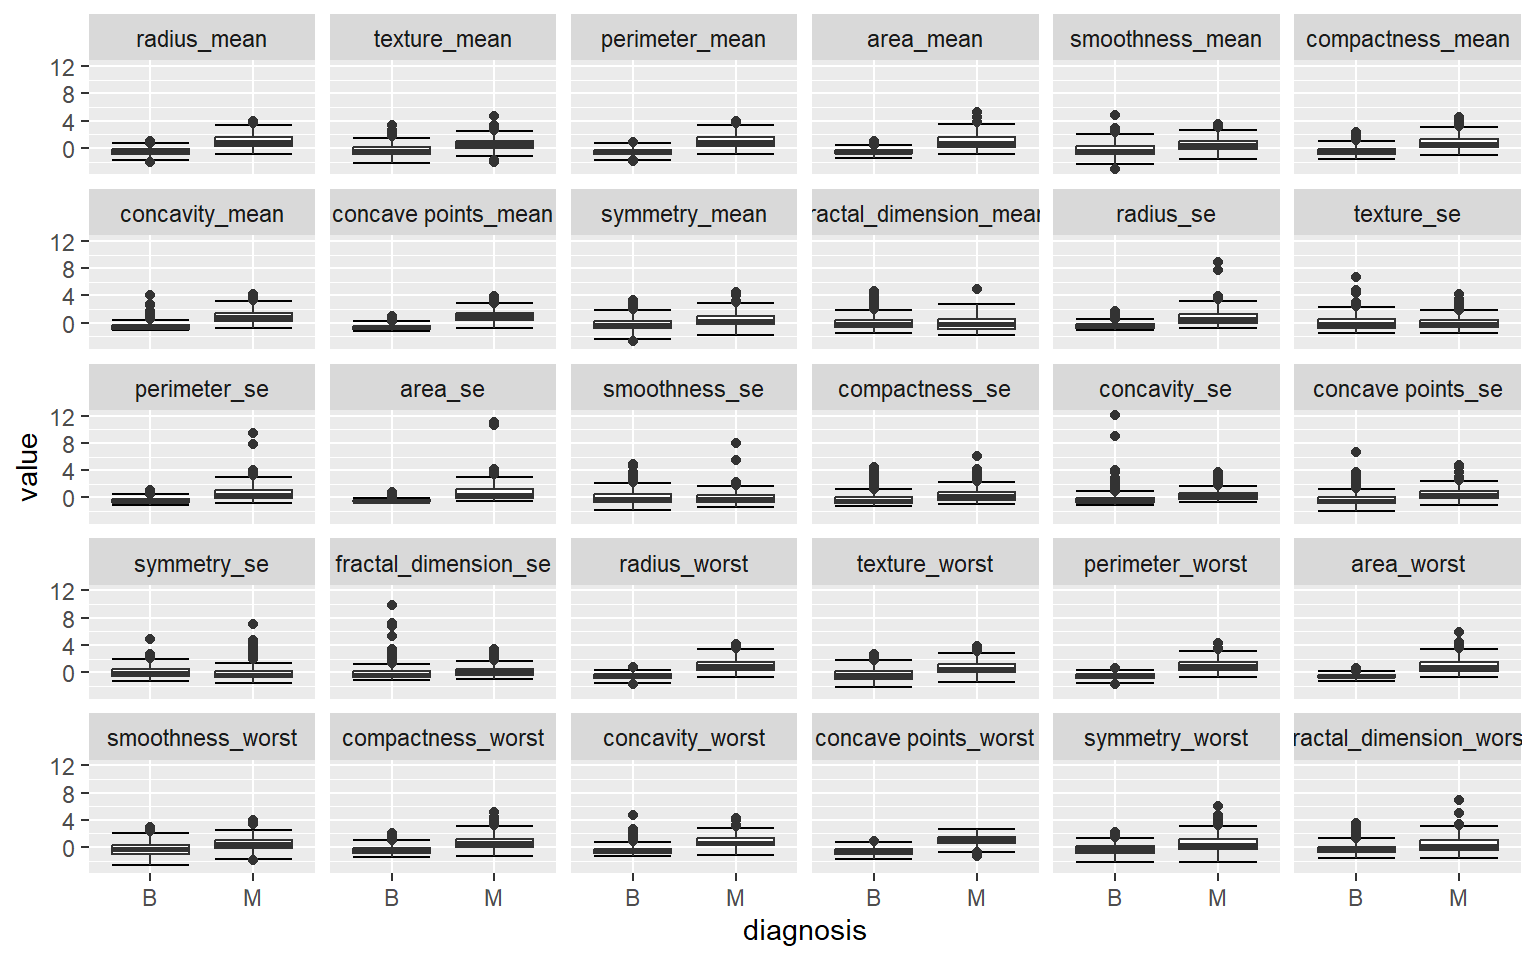 radius_mean texture_mean perimeter_mean area_mean smoothness_mean compactness_mean
12
8
4
0
concavity_mean concave points_mean symmetry_mean ractal_dimension_mean radius_se texture_se
12
8
4
0
perimeter_se area_se smoothness_se compactness_se concavity_se concave points_se
12
8
4
0
value
symmetry_se fractal_dimension_se radius_worst texture_worst perimeter_worst area_worst
12
8
4
0
smoothness_worst compactness_worst concavity_worst concave points_worst symmetry_worst ractal_dimension_wors
12
8
4
0
B M B M B M B M B M B M
diagnosis